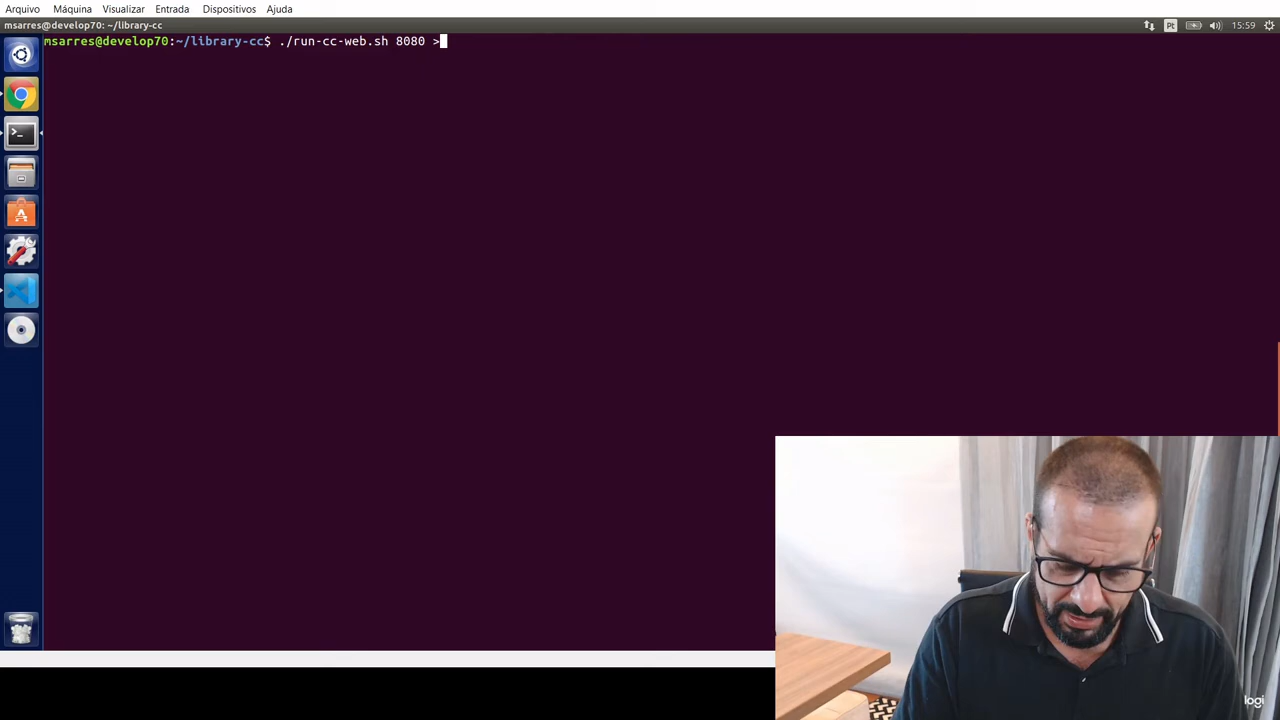 Arquivo Máquina Visualizar Entrada Dispositivos Ajuda
msarres@develop70: ~/library-cc Pt 15:59
msarres@develop70:~/library-cc$ ./run-cc-web.sh 8080 >
logi